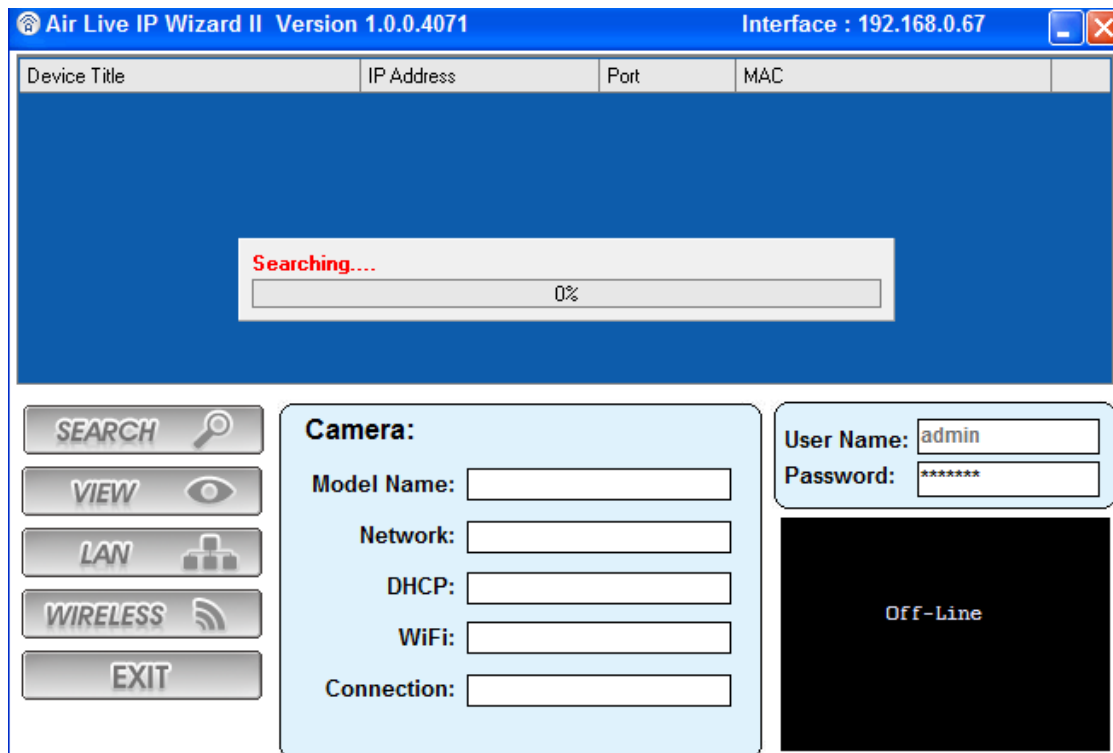 Air Live IP Wizard II Version 1.0.0.4071 Interface : 192.168.0.67
Device Title IP Address Port MAC
Searching....
0%
SEARCH
VIEW
LAN
WIRELESS
EXIT
Camera:
Model Name:
Network:
DHCP:
WiFi:
Connection:
User Name: admin
Password: *******
Off-Line